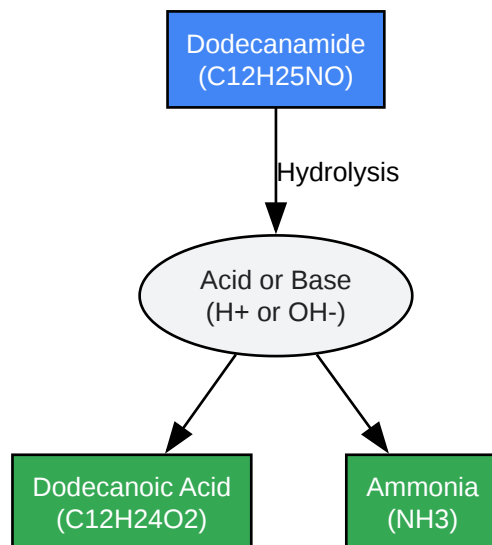 Dodecanamide
(C12H25NO)
Hydrolysis
Acid or Base
(H+ or OH-)
Dodecanoic Acid
(C12H24O2)
Ammonia
(NH3)